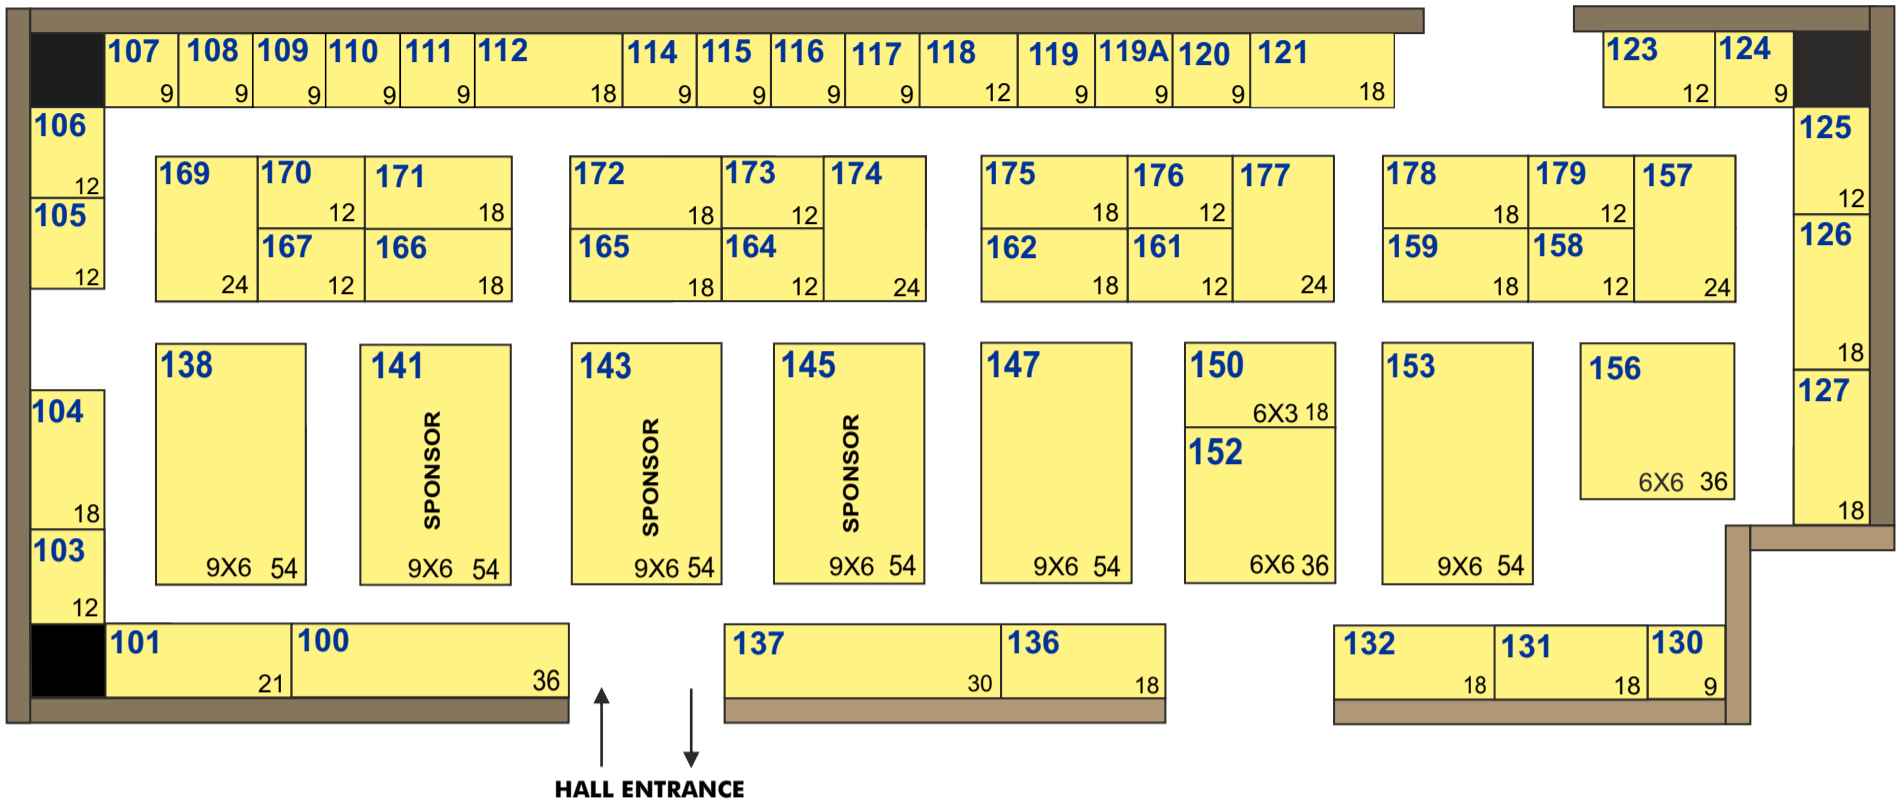 107 108 109 110 111 112 114 115 116 117 118 119 119A 120 121 123 124
9 9 9 9 9 18 9 9 9 9 12 9 9 9 18 12 9
106 125
12 12
105 126
12 18
169 170 171 172 173 174 175 176 177 178 179 157
12 18 18 12 18 12 18 12
167 166 165 164 162 161 159 158
24 12 18 18 12 24 18 12 24 18 12 24
138 141 143 145 147 150 153 156 127
6X3 18
104 152
SPONSOR SPONSOR SPONSOR
6X6 36
18 18
103
9X6 54 9X6 54 9X6 54 9X6 54 9X6 54 6X6 36 9X6 54
12
101 100 137 136 132 131 130
21 36 30 18 18 18 9
HALL ENTRANCE